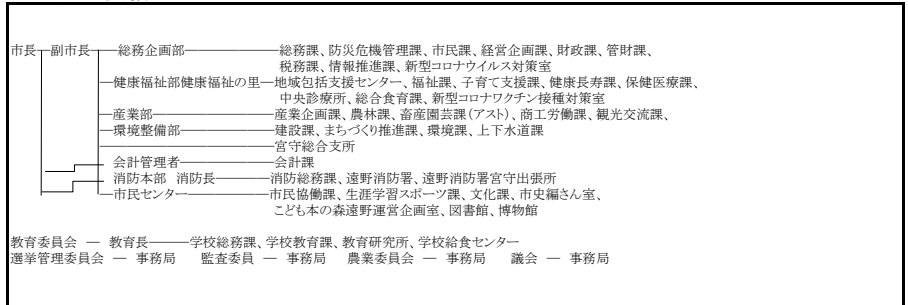 市長 副市長 総務企画部 総務課、防災危機管理課、市民課、経営企画課、財政課、管財課、
税務課、情報推進課、新型コロナウイルス対策室
健康福祉部健康福祉の里 地域包括支援センター、福祉課、子育て支援課、健康長寿課、保健医療課、
中央診療所、総合食育課、新型コロナワクチン接種対策室
産業部 産業企画課、農林課、畜産園芸課(アスト)、商工労働課、観光交流課、
環境整備部 建設課、まちづくり推進課、環境課、上下水道課
宮守総合支所
会計管理者 会計課
消防本部 消防長 消防総務課、遠野消防署、遠野消防署宮守出張所
市民センター 市民協働課、生涯学習スポーツ課、文化課、市史編さん室、
こども本の森遠野運営企画室、図書館、博物館
教育委員会 ― 教育長 学校総務課、学校教育課、教育研究所、学校給食センター
選挙管理委員会 ― 事務局 監査委員 ― 事務局 農業委員会 ― 事務局 議会 ― 事務局